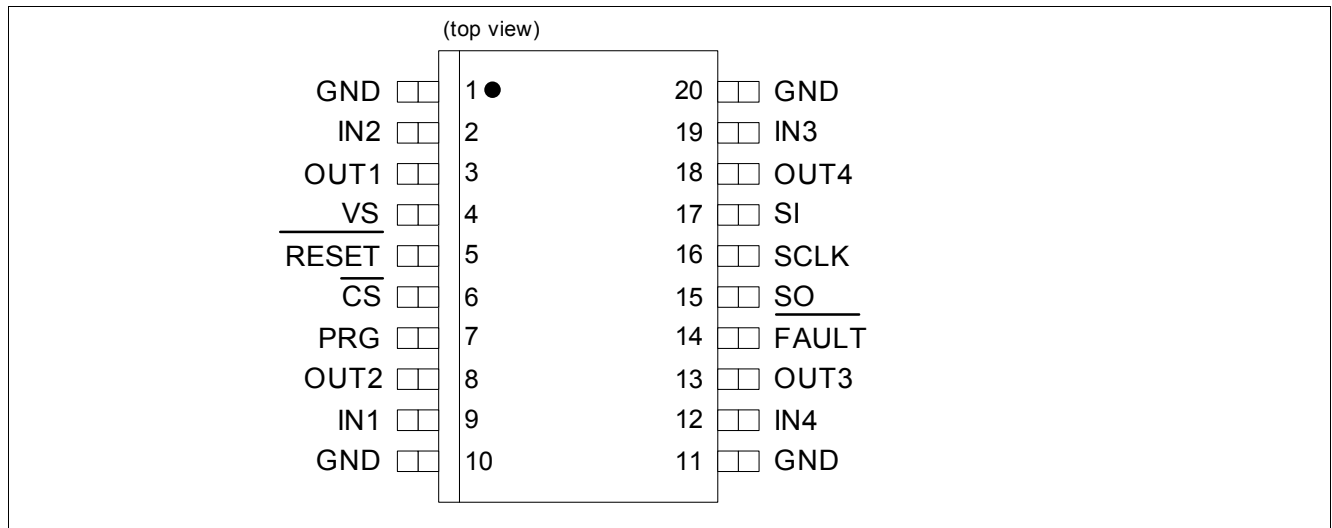 (top view)
GND 1 20 GND
IN2 2 19 IN3
OUT1 3 18 OUT4
VS 4 17 SI
RESET 5 16 SCLK
CS 6 15 SO
PRG 7 14 FAULT
OUT2 8 13 OUT3
IN1 9 12 IN4
GND 10 11 GND